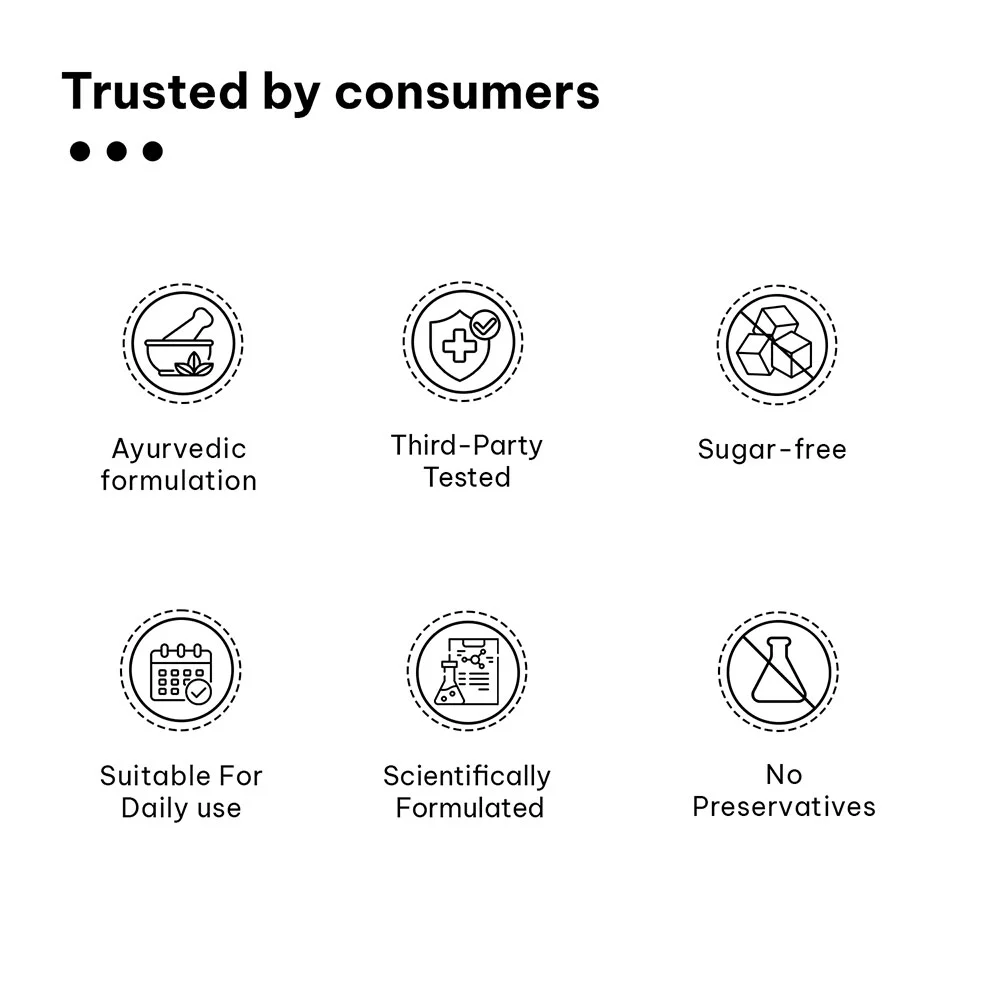 Trusted by consumers
Ayurvedic
formulation
Third-Party
Tested
Sugar-free
Suitable For
Daily use
Scientifically
Formulated
No
Preservatives